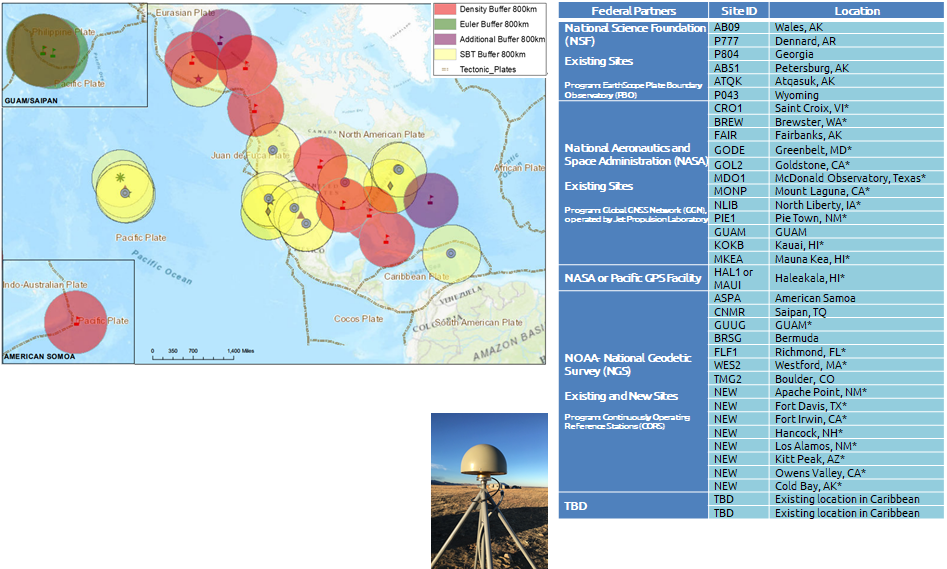 Eurasian Plate
Philippine Plate
Pacific Plate
GUAM/SAIPAN
Density Buffer 800km
Euler Buffer 800km
Additional Buffer 800km
SBT Buffer 800km
Tectonic_Plates
CANADA
North American Plate
Juan de Fuca Plate
African Plate
Pacific Plate
Pacific Ocean
MEXICO
Caribbean Plate
VENEZUELA
Cocos Plate
South American Plate
AMAZON BASI
Indo-Australian Plate
Pacific Plate
AMERICAN SOMOA
0 350 700 1,400 Miles
Federal Partners Site ID Location
National Science Foundation
(NSF)
Existing Sites
Program: EarthScope Plate Boundary
Observatory (PBO)
AB09 Wales, AK
P777 Dennard, AR
P804 Georgia
AB51 Petersburg, AK
ATQK Atqasuk, AK
P043 Wyoming
National Aeronautics and
Space Administration (NASA)
Existing Sites
Program: Global GNSS Network (GGN),
operated by Jet Propulsion Laboratory
CRO1 Saint Croix, VI*
BREW Brewster, WA*
FAIR Fairbanks, AK
GODE Greenbelt, MD*
GOL2 Goldstone, CA*
MDO1 McDonald Observatory, Texas*
MONP Mount Laguna, CA*
NLIB North Liberty, IA*
PIE1 Pie Town, NM*
GUAM GUAM
KOKB Kauai, HI*
MKEA Mauna Kea, HI*
NASA or Pacific GPS Facility
HAL1 or
MAUI
Haleakala, HI*
NOAA- National Geodetic
Survey (NGS)
Existing and New Sites
Program: Continuously Operating
Reference Stations (CORS)
ASPA American Samoa
CNMR Saipan, TQ
GUUG GUAM*
BRSG Bermuda
FLF1 Richmond, FL*
WES2 Westford, MA*
TMG2 Boulder, CO
NEW Apache Point, NM*
NEW Fort Davis, TX*
NEW Fort Irwin, CA*
NEW Hancock, NH*
NEW Los Alamos, NM*
NEW Kitt Peak, AZ*
NEW Owens Valley, CA*
NEW Cold Bay, AK*
TBD
TBD Existing location in Caribbean
TBD Existing location in Caribbean